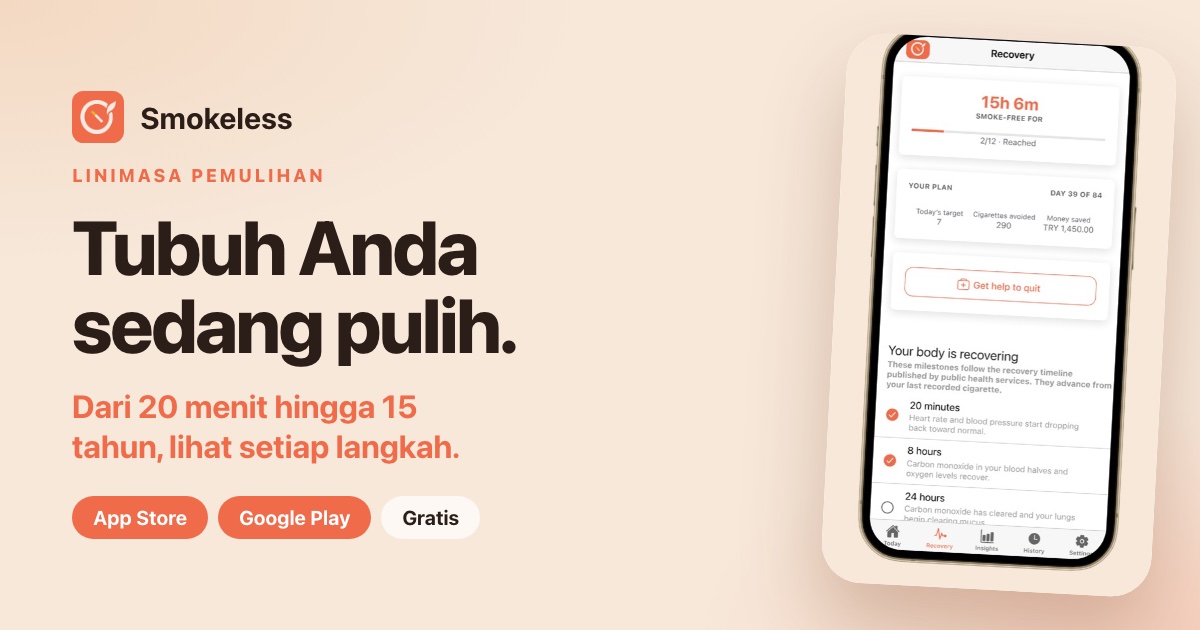 Smokeless
LINIMASA PEMULIHAN
Tubuh Anda
sedang pulih.
Dari 20 menit hingga 15
tahun, lihat setiap langkah.
App Store
Google Play
Gratis
Recovery
15h 6m
SMOKE-FREE FOR
2/12 · Reached
YOUR PLAN
DAY 39 OF 84
Today's target
7
Cigarettes avoided
290
Money saved
TRY 1,450.00
Get help to quit
Your body is recovering
These milestones follow the recovery timeline
published by public health services. They advance from
your last recorded cigarette.
20 minutes
Heart rate and blood pressure start dropping
back toward normal.
8 hours
Carbon monoxide in your blood halves and
oxygen levels recover.
24 hours
Carbon monoxide has cleared and your lungs
begin clearing mucus.
Today
Recovery
Insights
History
Settings